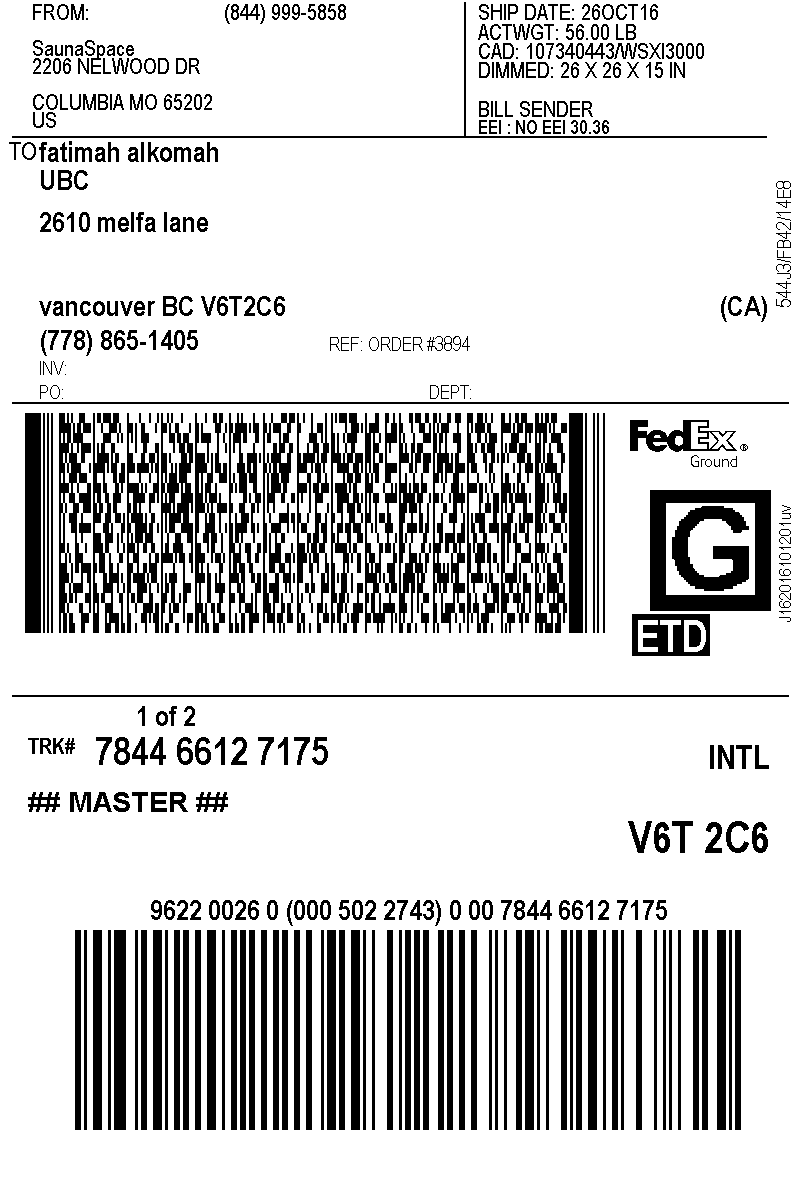 FROM: (844) 999-5858
SaunaSpace
2206 NELWOOD DR
COLUMBIA MO 65202
US
SHIP DATE: 26OCT16
ACTWGT: 56.00 LB
CAD: 107340443/WSXI3000
DIMMED: 26 X 26 X 15 IN
BILL SENDER
EEI : NO EEI 30.36
TO fatimah alkomah
UBC
2610 melfa lane
vancouver BC V6T2C6 (CA)
(778) 865-1405 REF: ORDER #3894
INV:
PO: DEPT:
544J3/FB42/14E8
FedEx ®
Ground
G
ETD
J162016101201uv
1 of 2
TRK# 7844 6612 7175 INTL
## MASTER ##
V6T 2C6
9622 0026 0 (000 502 2743) 0 00 7844 6612 7175